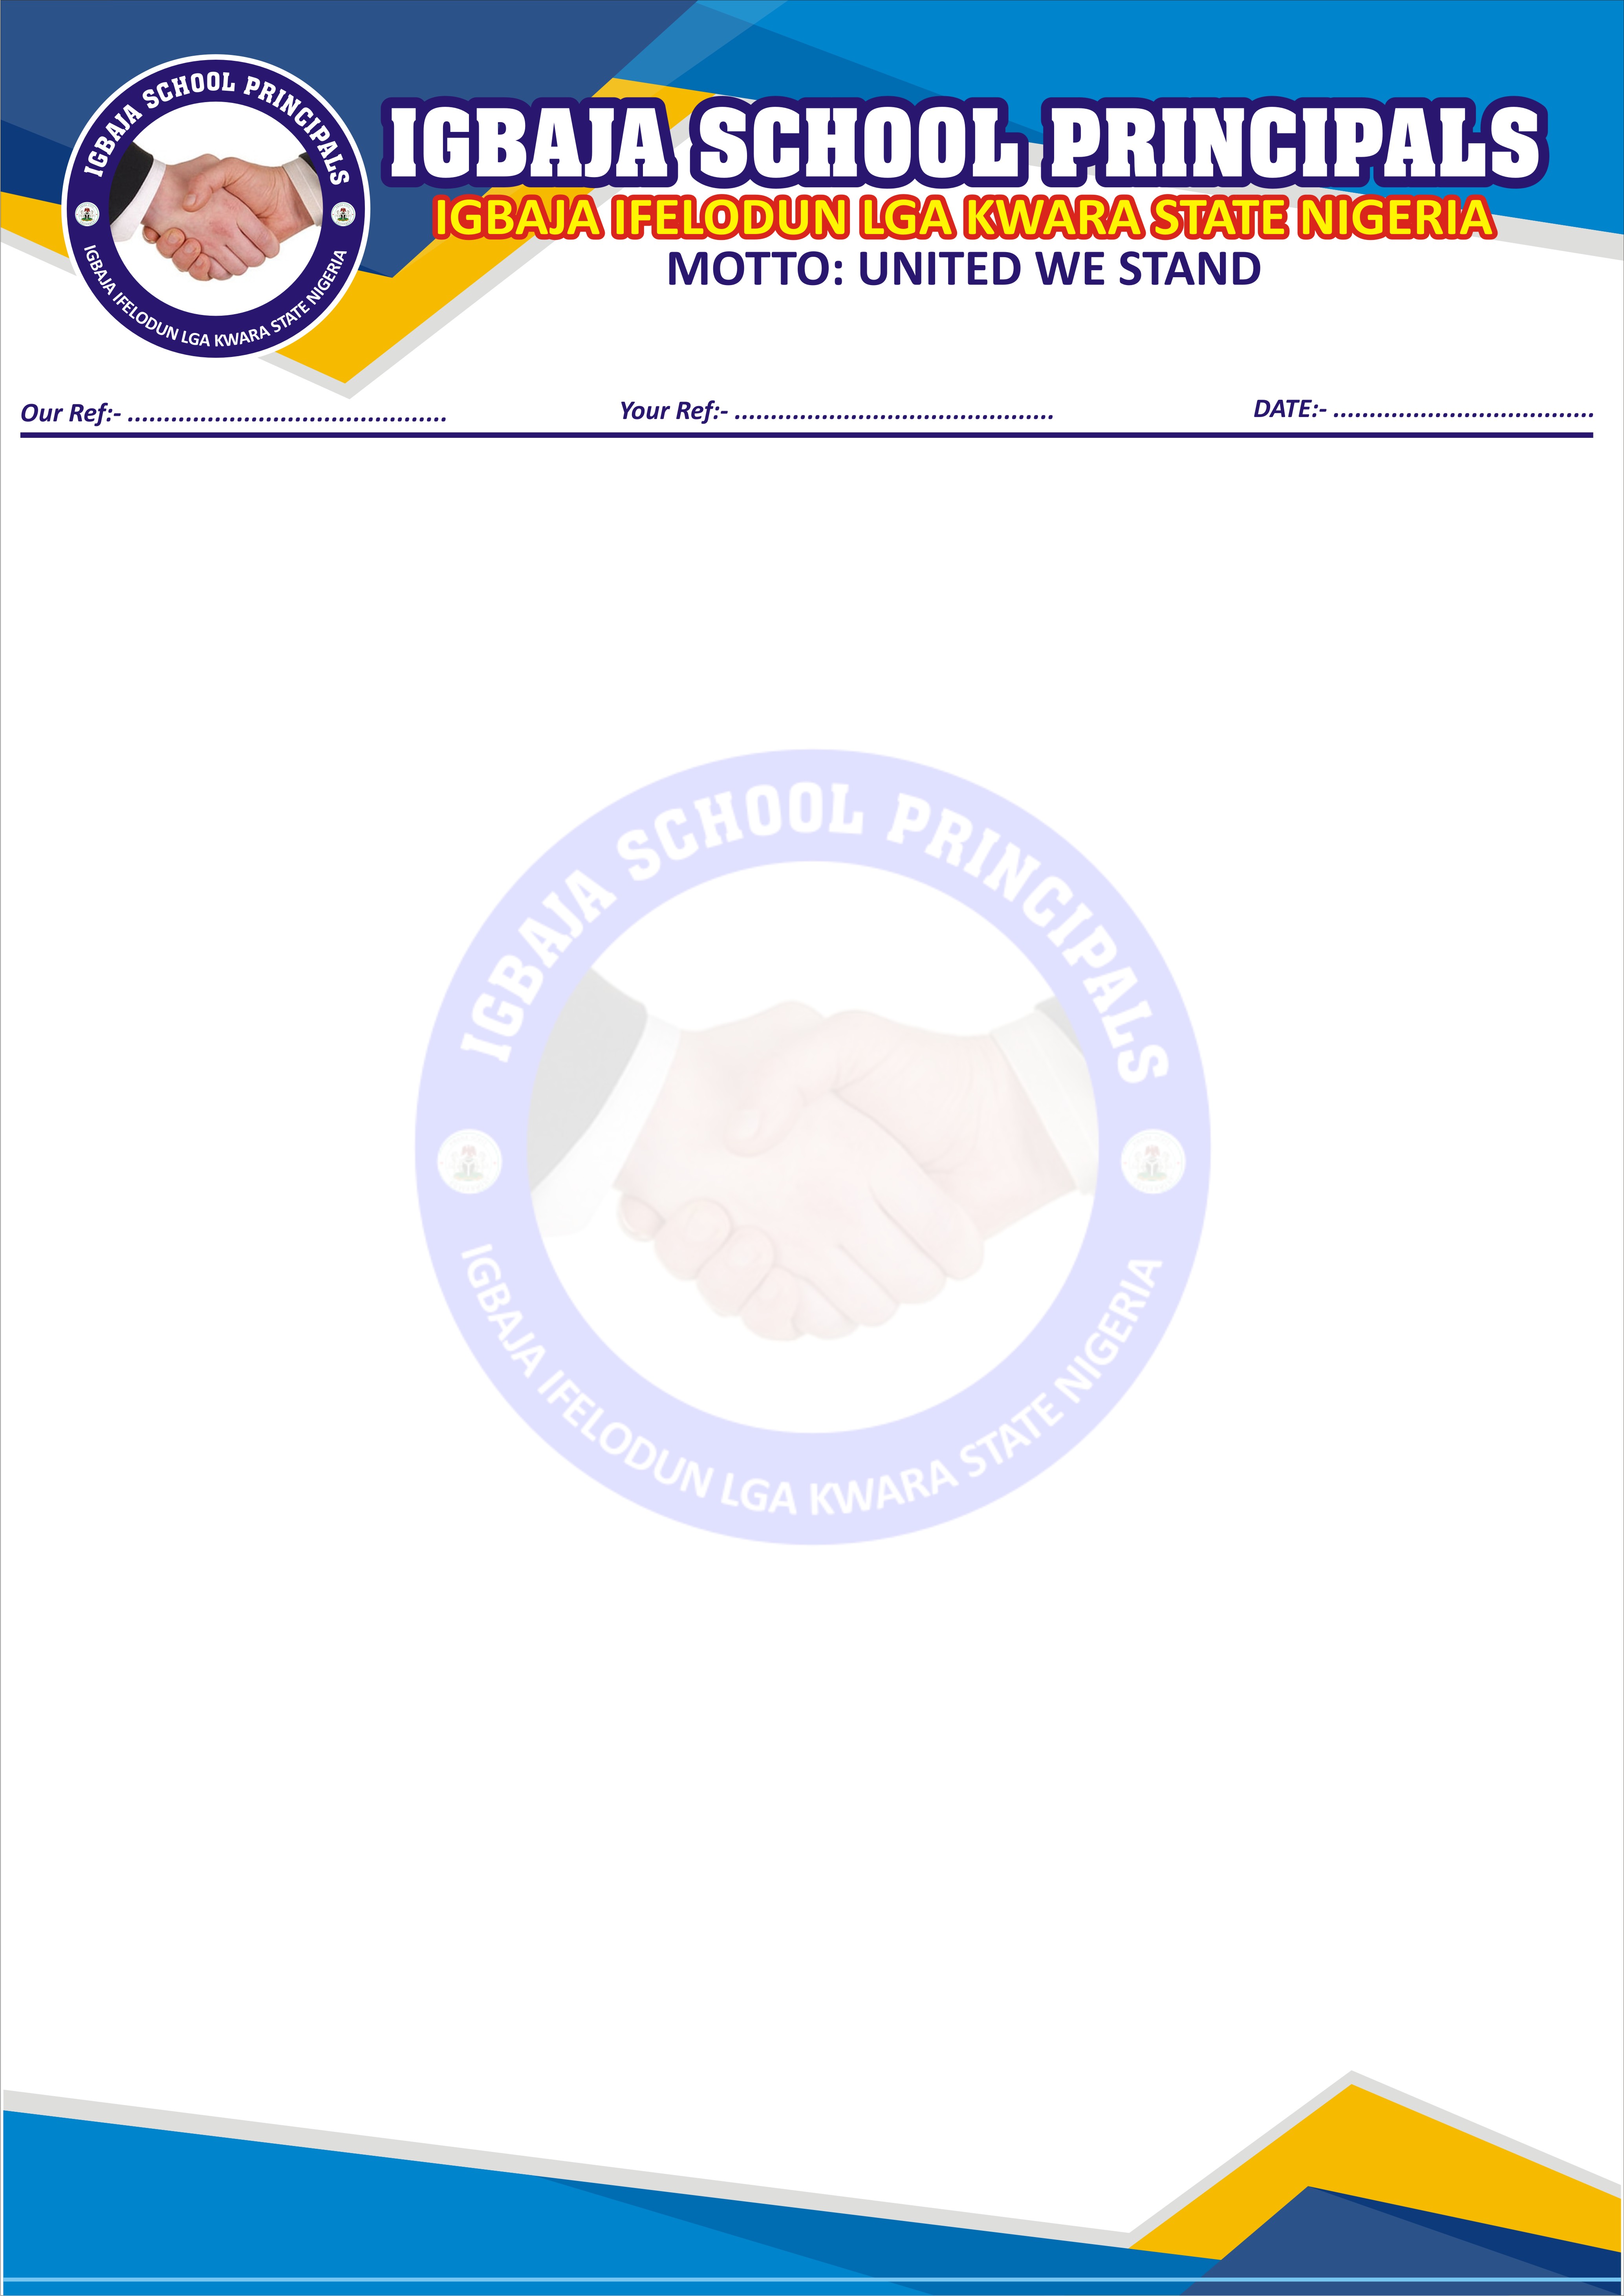 IGBAJA SCHOOL PRINCIPALS
IGBAJA IFELODUN LGA KWARA STATE NIGERIA
IGBAJA SCHOOL PRINCIPALS
IGBAJA IFELODUN LGA KWARA STATE NIGERIA
MOTTO: UNITED WE STAND
Our Ref:- ............................................
Your Ref:- ............................................
DATE:- ....................................
IGBAJA SCHOOL PRINCIPALS
IGBAJA IFELODUN LGA KWARA STATE NIGERIA